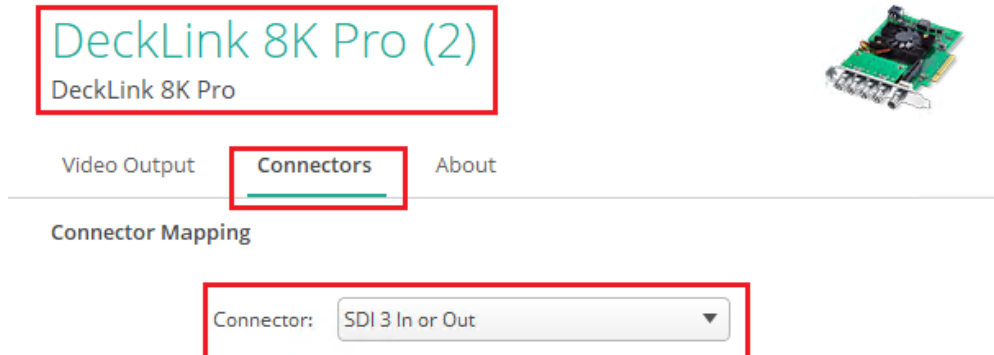 DeckLink 8K Pro (2)
DeckLink 8K Pro
Video Output Connectors About
Connector Mapping
Connector: SDI 3 In or Out